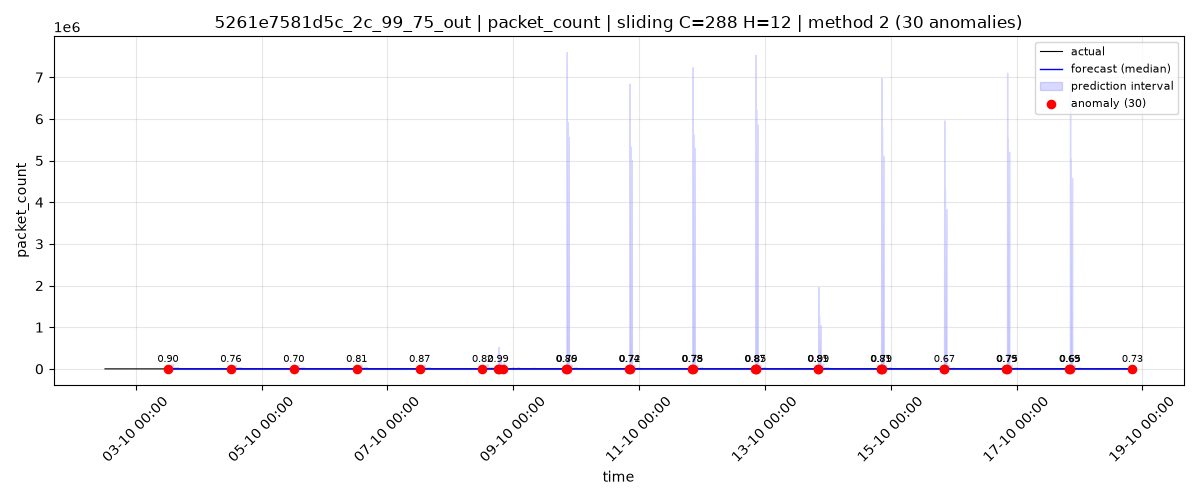 5261e7581d5c_2c_99_75_out | packet_count | sliding C=288 H=12 | method 2 (30 anomalies)
1e6
actual
forecast (median)
prediction interval
anomaly (30)
packet_count
7
6
5
4
3
2
1
0
0.90 0.76 0.70 0.81 0.87 0.99 0.67 0.73
03-10 00:00 05-10 00:00 07-10 00:00 09-10 00:00 11-10 00:00 13-10 00:00 15-10 00:00 17-10 00:00 19-10 00:00
time